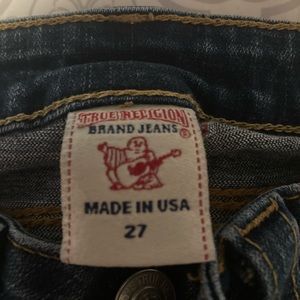 TRUE RELIGION
BRAND JEANS
MADE IN USA
27